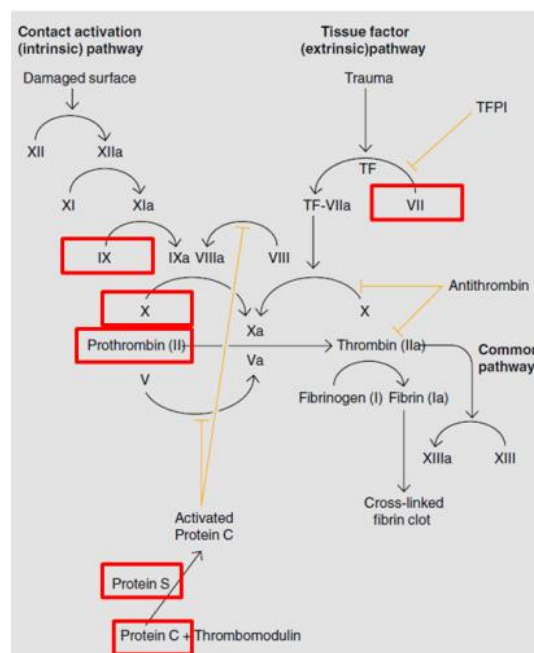 Contact activation
(intrinsic) pathway
Tissue factor
(extrinsic)pathway
Damaged surface
Trauma
TFPI
XII XIIa
TF
XI XIa
TF-VIIa VII
IX IXa VIIIa VIII
Antithrombin
X Xa X
Prothrombin (II) Thrombin (IIa)
Common
pathway
V Va
Fibrinogen (I) Fibrin (Ia)
XIIIa XIII
Cross-linked
fibrin clot
Activated
Protein C
Protein S
Protein C + Thrombomodulin